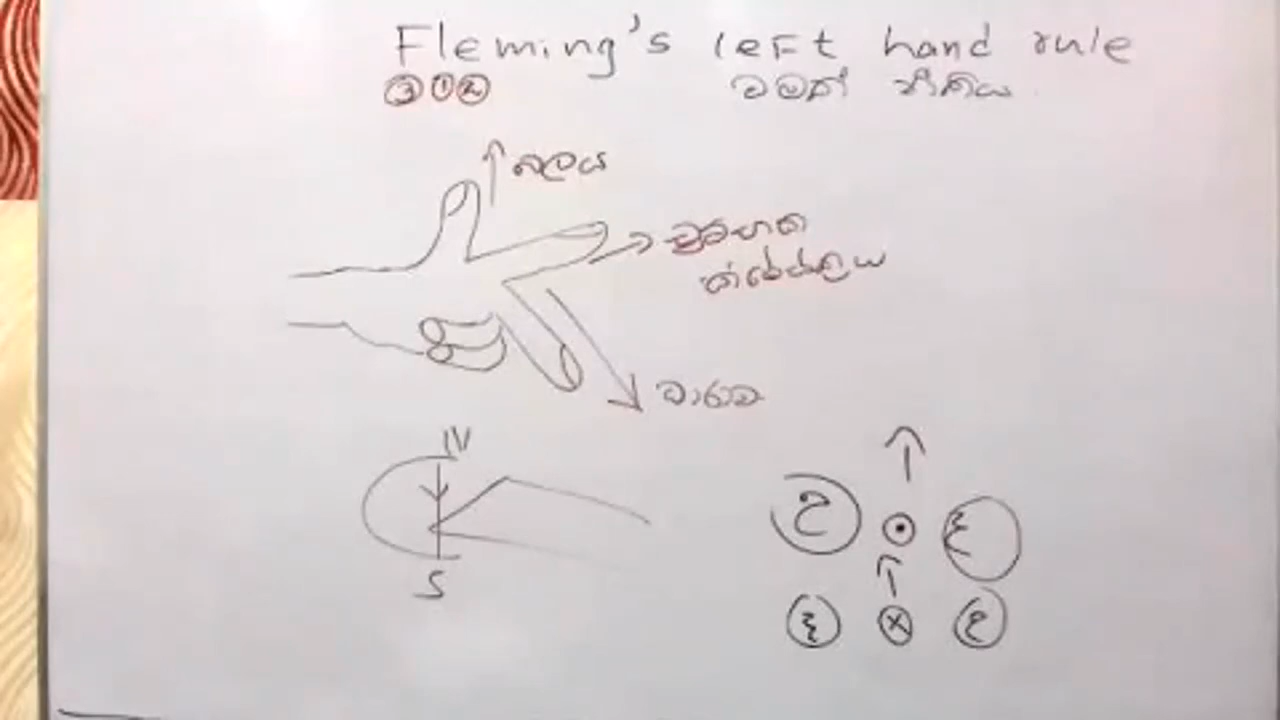 Fleming's left hand rule
③①② වමත් නීතිය
බලය
චුම්භක
ක්ෂේත්‍රය
ධාරාව
N
S
උ
ද
ද
උ